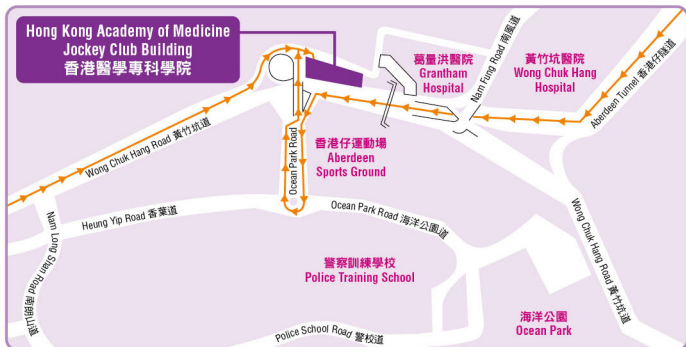 Hong Kong Academy of Medicine
Jockey Club Building
香港醫學專科學院
葛量洪醫院
Grantham
Hospital
Nam Fung Road 南風道
黃竹坑醫院
Wong Chuk Hang
Hospital
Aberdeen Tunnel 香港仔隧道
Wong Chuk Hang Road 黃竹坑道
Ocean Park Road
香港仔運動場
Aberdeen
Sports Ground
Nam Long Shan Road 南朗山道
Heung Yip Road 香葉道
Ocean Park Road 海洋公園道
Wong Chuk Hang Road 黃竹坑道
警察訓練學校
Police Training School
海洋公園
Ocean Park
Police School Road 警校道